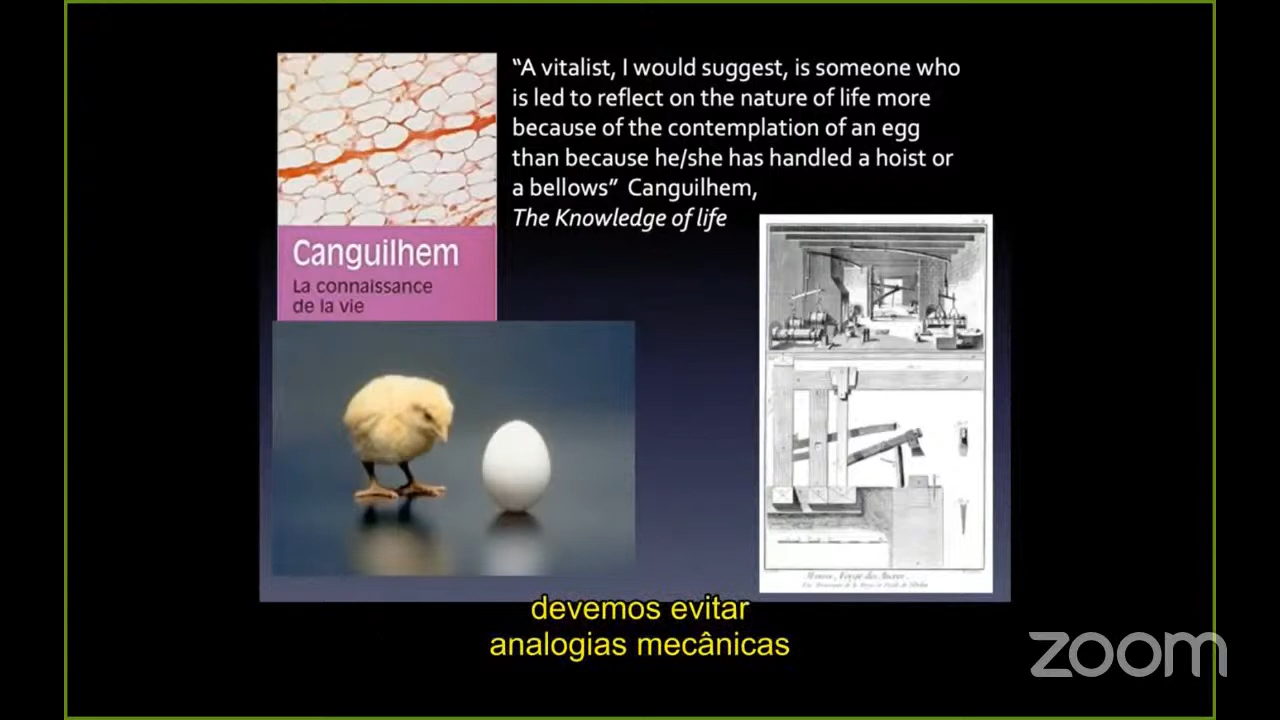 "A vitalist, I would suggest, is someone who
is led to reflect on the nature of life more
because of the contemplation of an egg
than because he/she has handled a hoist or
a bellows" Canguilhem,
The Knowledge of life
Canguilhem
La connaissance
de la vie
devemos evitar
analogias mecânicas
zoom